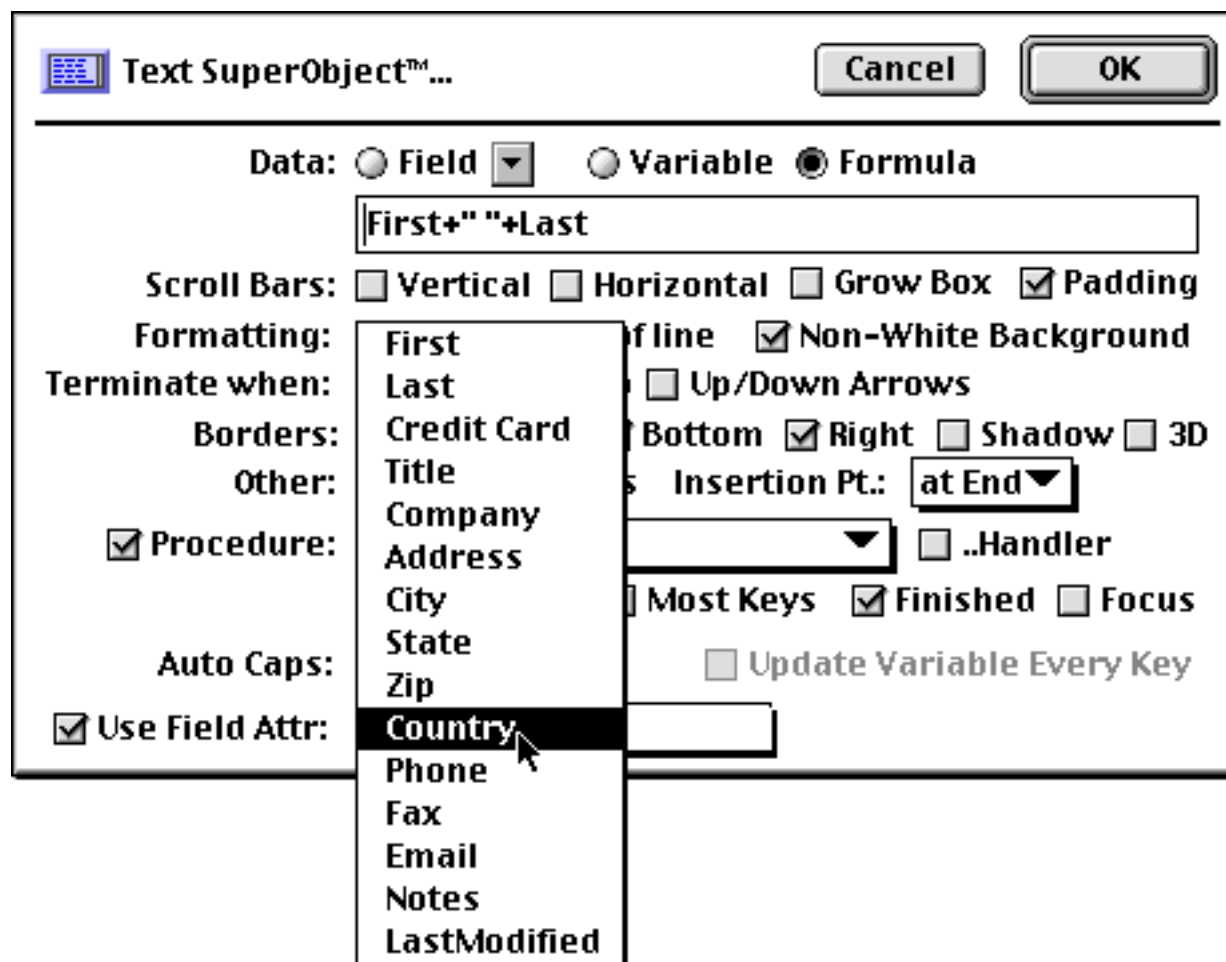 Text SuperObject™...
Cancel
OK
Data: Field Variable Formula
First+" "+Last
Scroll Bars: Vertical Horizontal Grow Box Padding
Formatting: line Non-White Background
Terminate when: Up/Down Arrows
Borders: Bottom Right Shadow 3D
Other: Insertion Pt.: at End
Procedure: ..Handler
Most Keys Finished Focus
Auto Caps: Update Variable Every Key
Use Field Attr:
First
Last
Credit Card
Title
Company
Address
City
State
Zip
Country
Phone
Fax
Email
Notes
LastModified